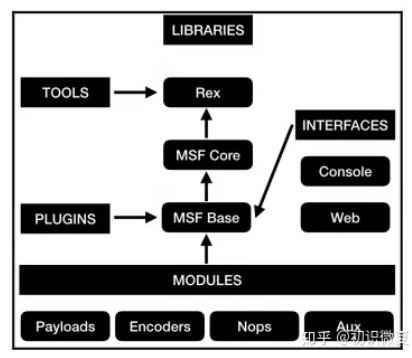 LIBRARIES
TOOLS
Rex
INTERFACES
MSF Core
Console
PLUGINS
MSF Base
Web
MODULES
Payloads
Encoders
Nops
Aux
知乎 @初识微夏